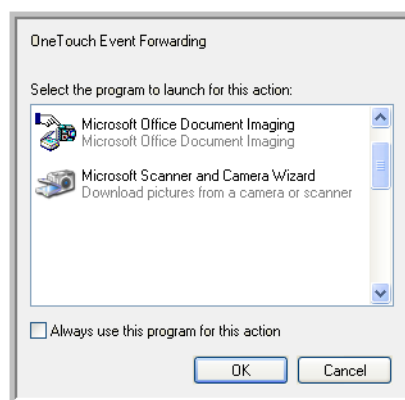 OneTouch Event Forwarding
Select the program to launch for this action:
Microsoft Office Document Imaging
Microsoft Office Document Imaging
Microsoft Scanner and Camera Wizard
Download pictures from a camera or scanner
Always use this program for this action
OK Cancel